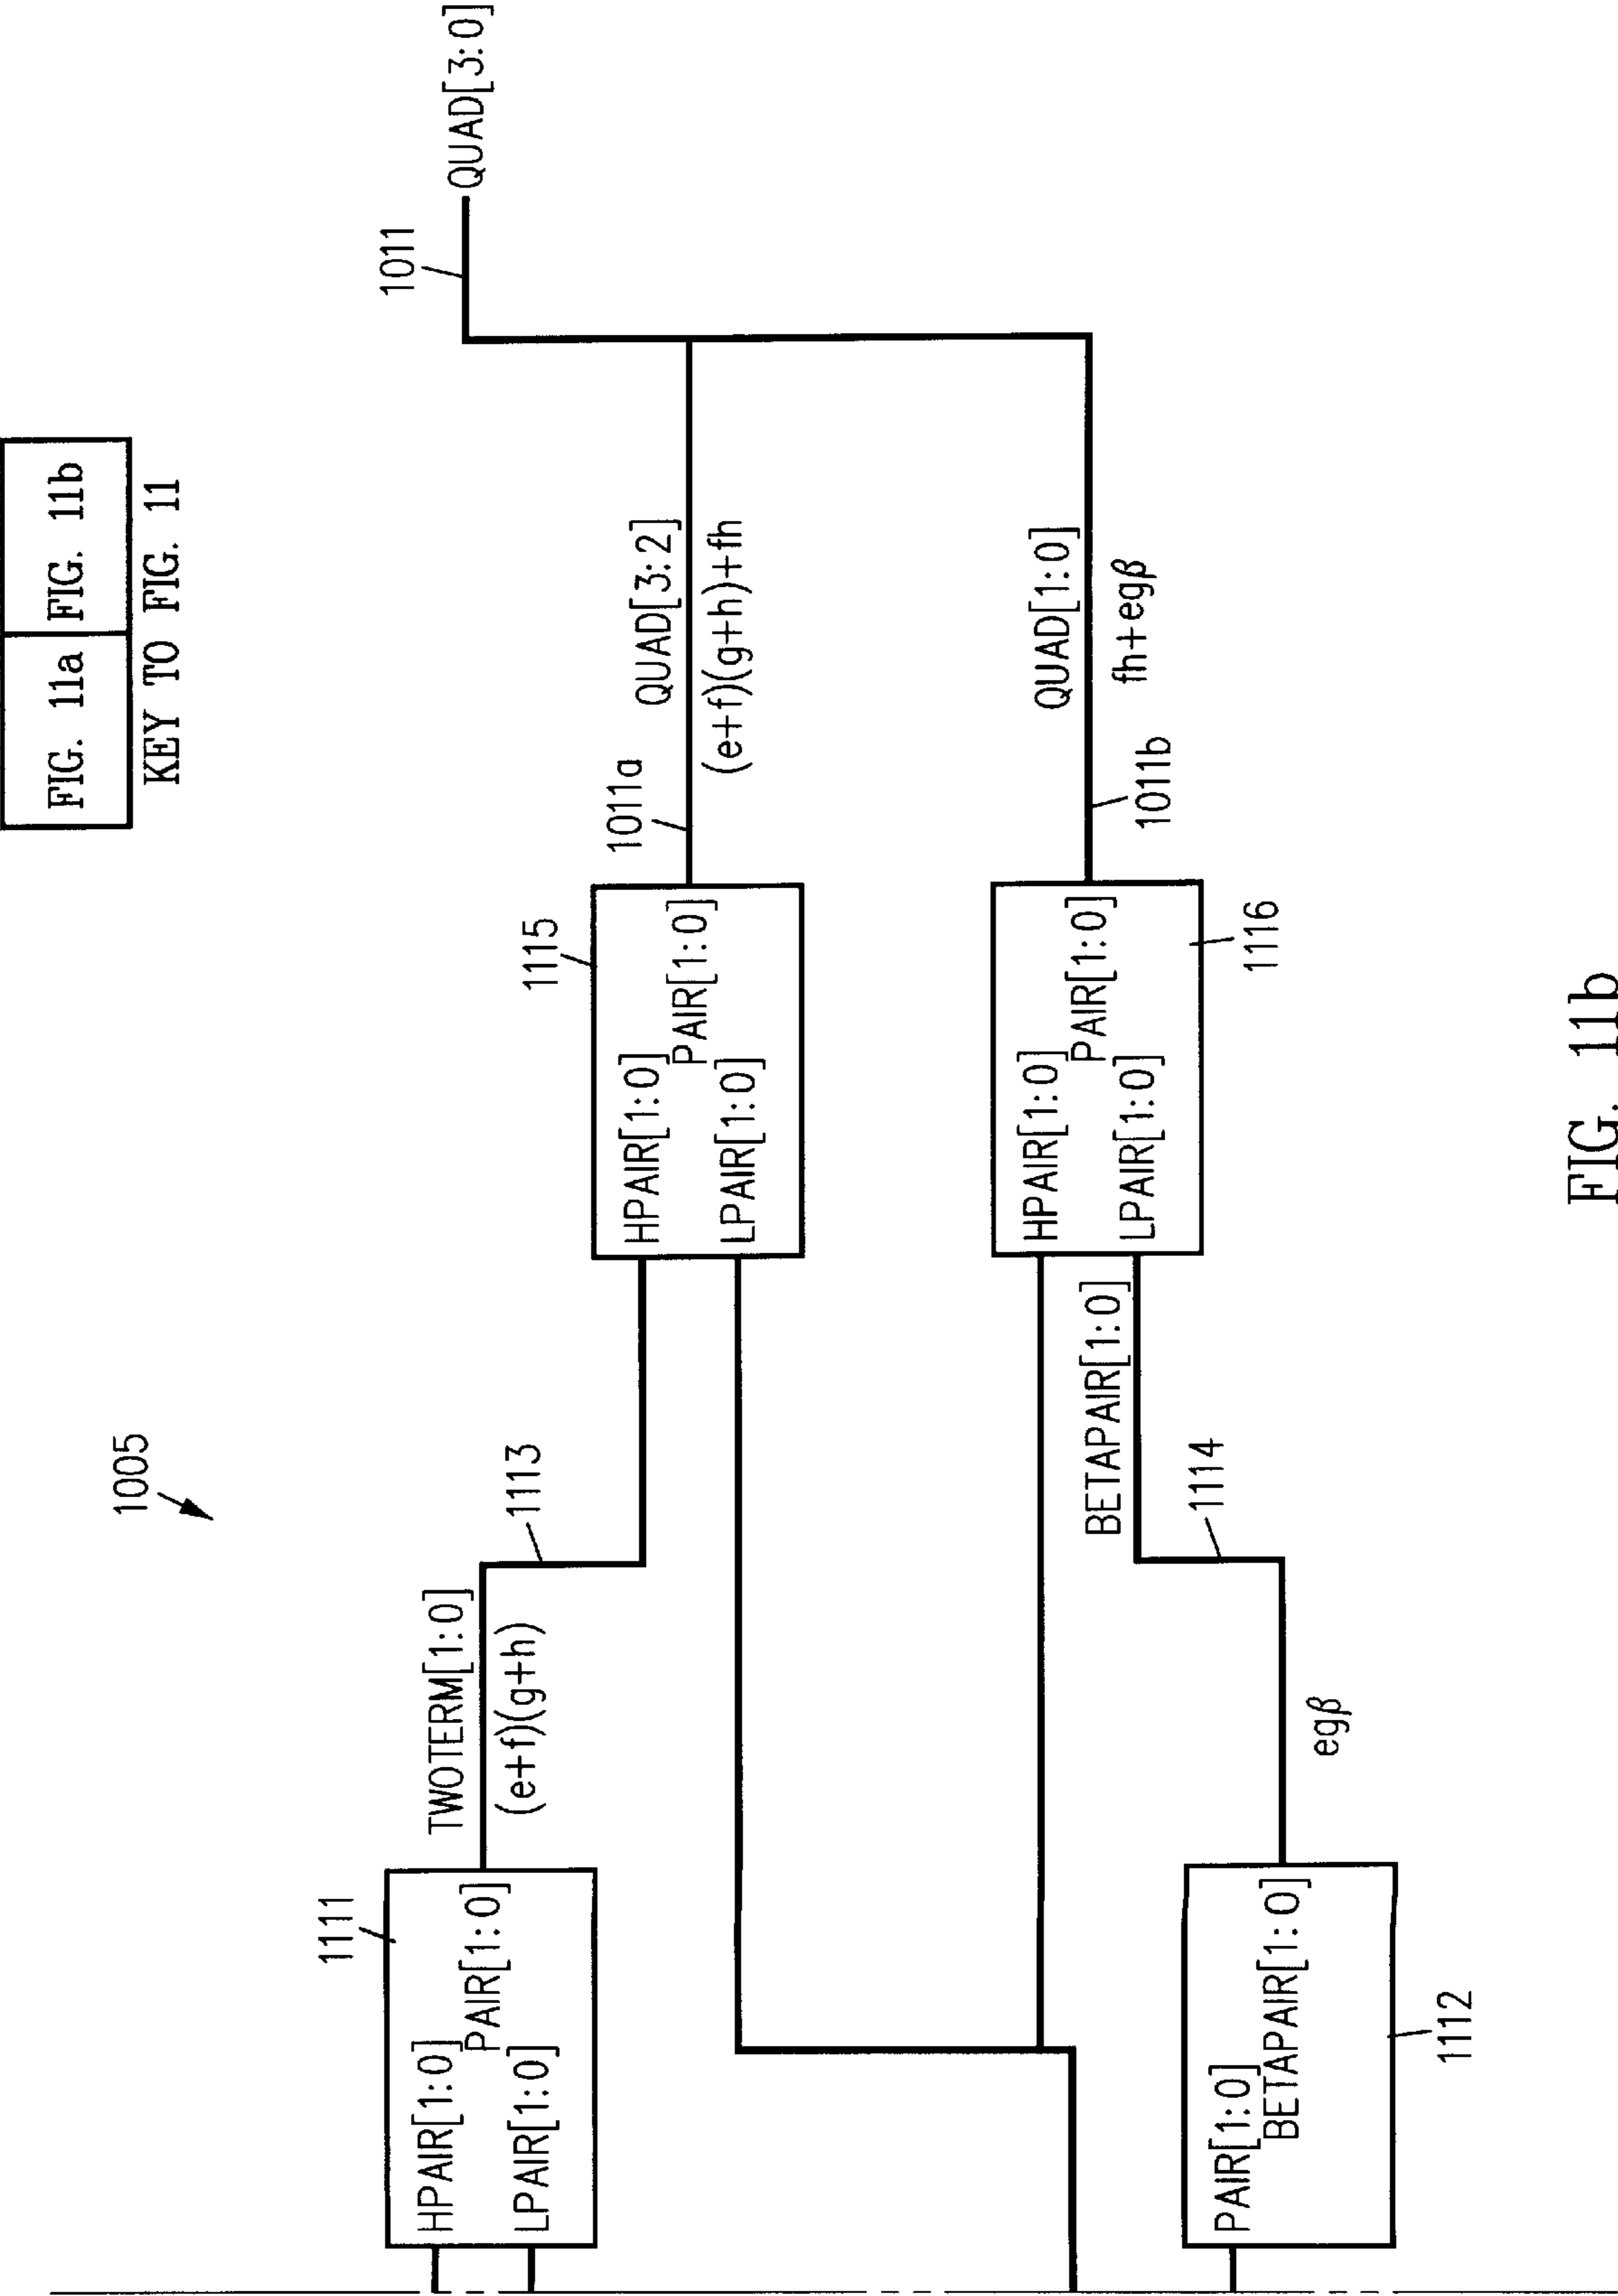 FIG. 11a FIG. 11b
KEY TO FIG. 11
1005
1111
HPAIR[1:0]
PAIR[1:0]
LPAIR[1:0]
TWOTERM[1:0]
(e+f)(g+h)
1113
1115
HPAIR[1:0]
PAIR[1:0]
LPAIR[1:0]
1011a
QUAD[3:2]
(e+f)(g+h)+fh
1011
QUAD[3:0]
PAIR[1:0]
BETAPAIR[1:0]
1112
egβ
1114
BETAPAIR[1:0]
HPAIR[1:0]
PAIR[1:0]
LPAIR[1:0]
1116
1011b
QUAD[1:0]
fh+egβ
FIG. 11b